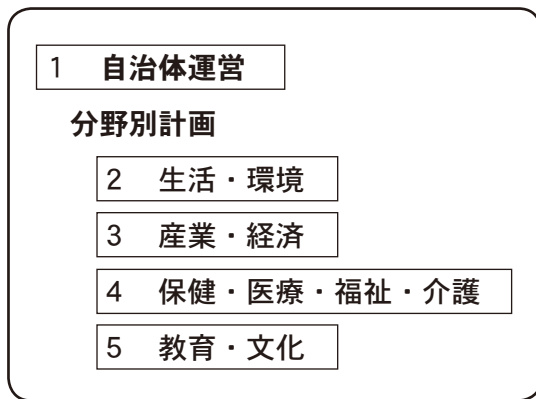 1 自治体運営
分野別計画
2 生活・環境
3 産業・経済
4 保健・医療・福祉・介護
5 教育・文化